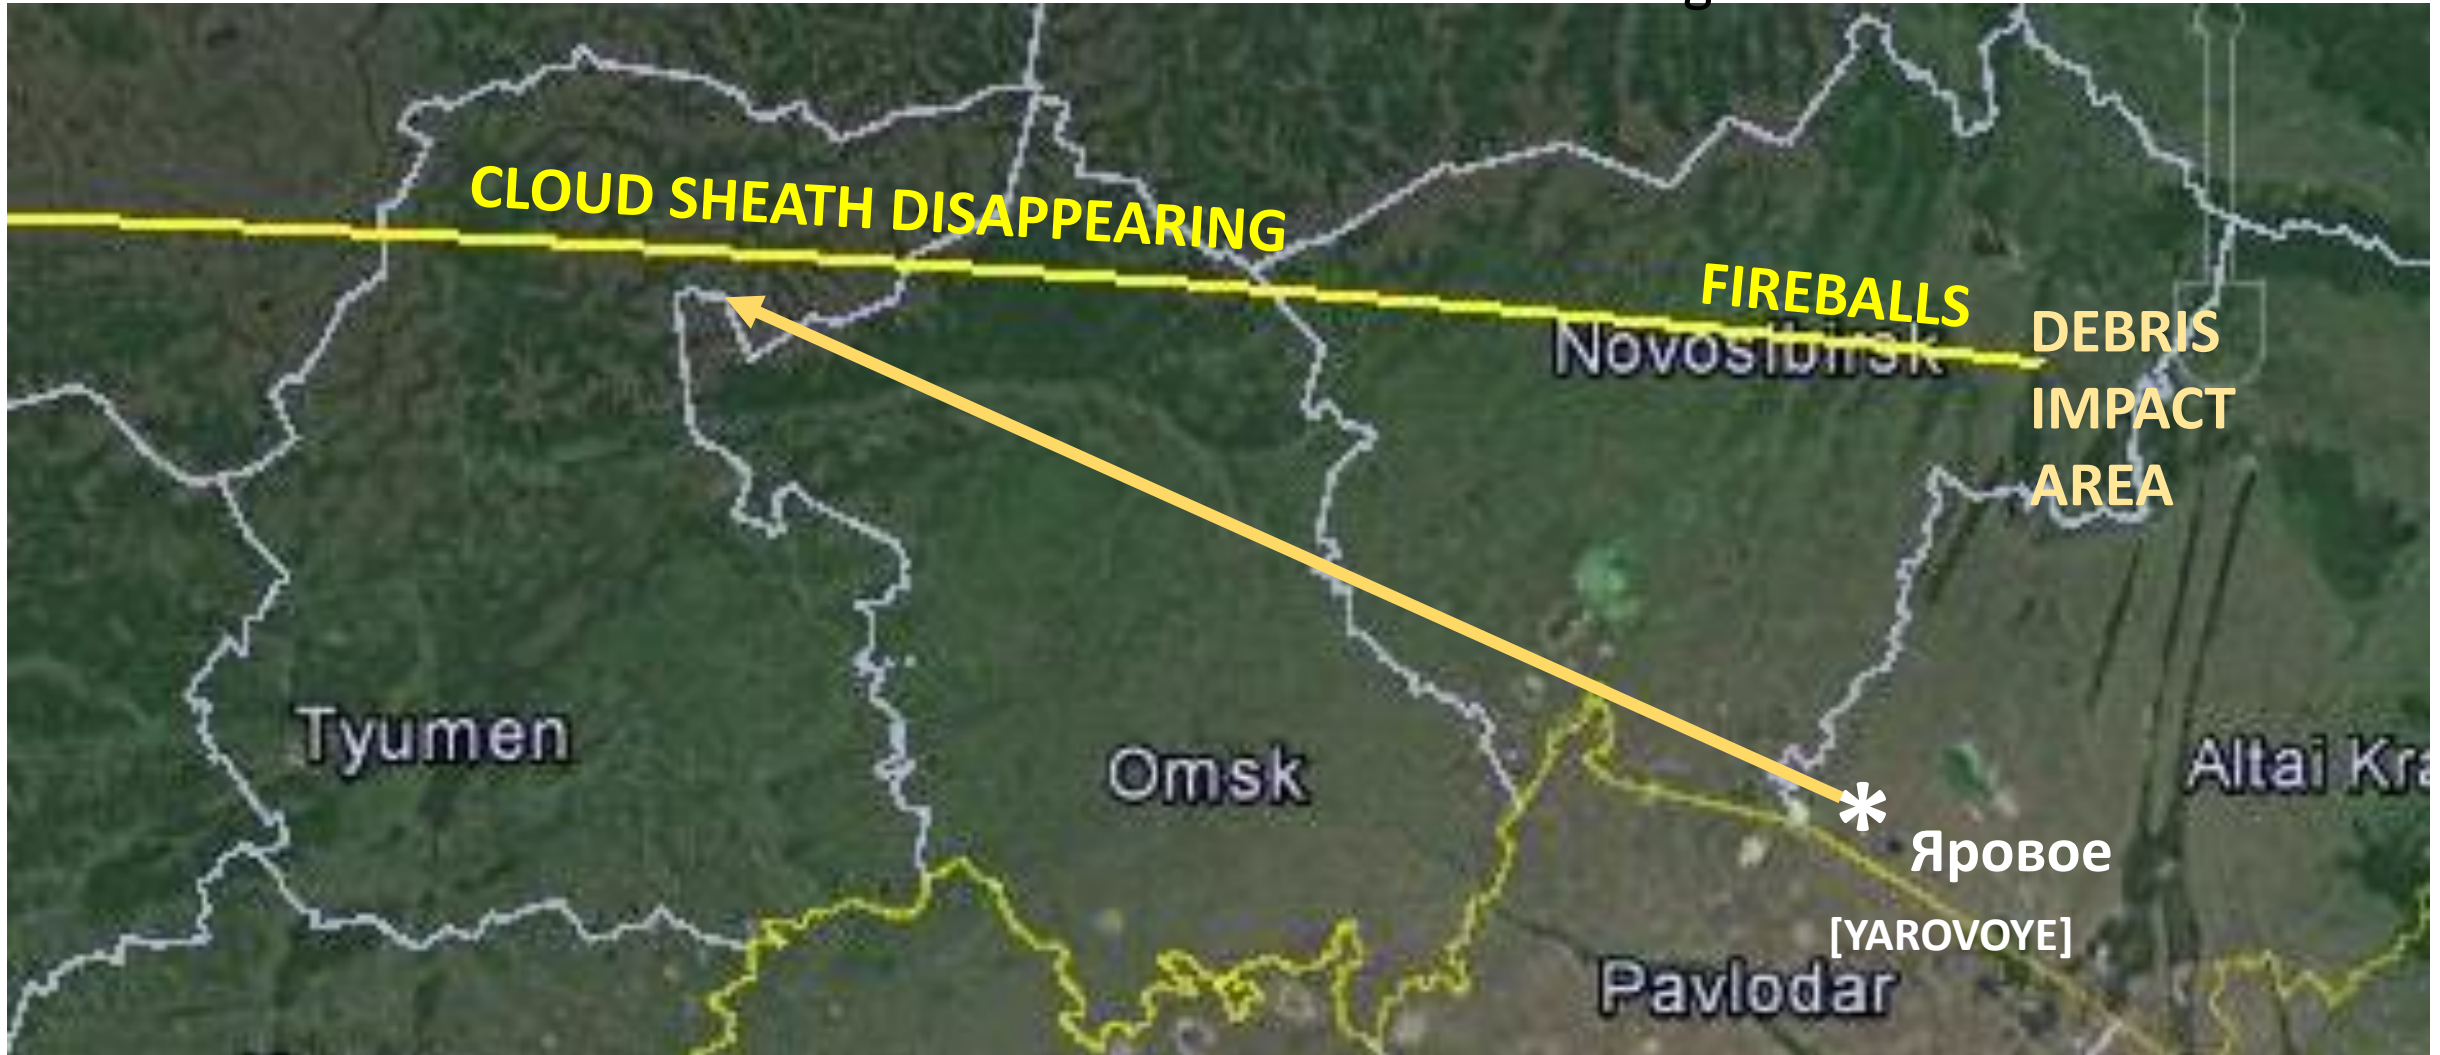 CLOUD SHEATH DISAPPEARING
FIREBALLS
Novosibirsk
DEBRIS
IMPACT
AREA
Tyumen
Omsk
Altai Kra
Яровое
[YAROVOYE]
Pavlodar